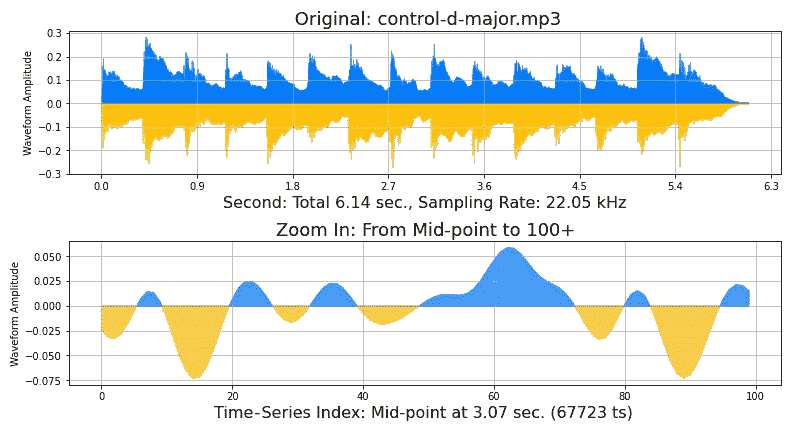 Original: control-d-major.mp3
0.3
0.2
0.1
0.0
−0.1
−0.2
−0.3
Waveform Amplitude
0.0 0.9 1.8 2.7 3.6 4.5 5.4 6.3
Second: Total 6.14 sec., Sampling Rate: 22.05 kHz
Zoom In: From Mid-point to 100+
0.050
0.025
0.000
−0.025
−0.050
−0.075
Waveform Amplitude
0 20 40 60 80 100
Time-Series Index: Mid-point at 3.07 sec. (67723 ts)